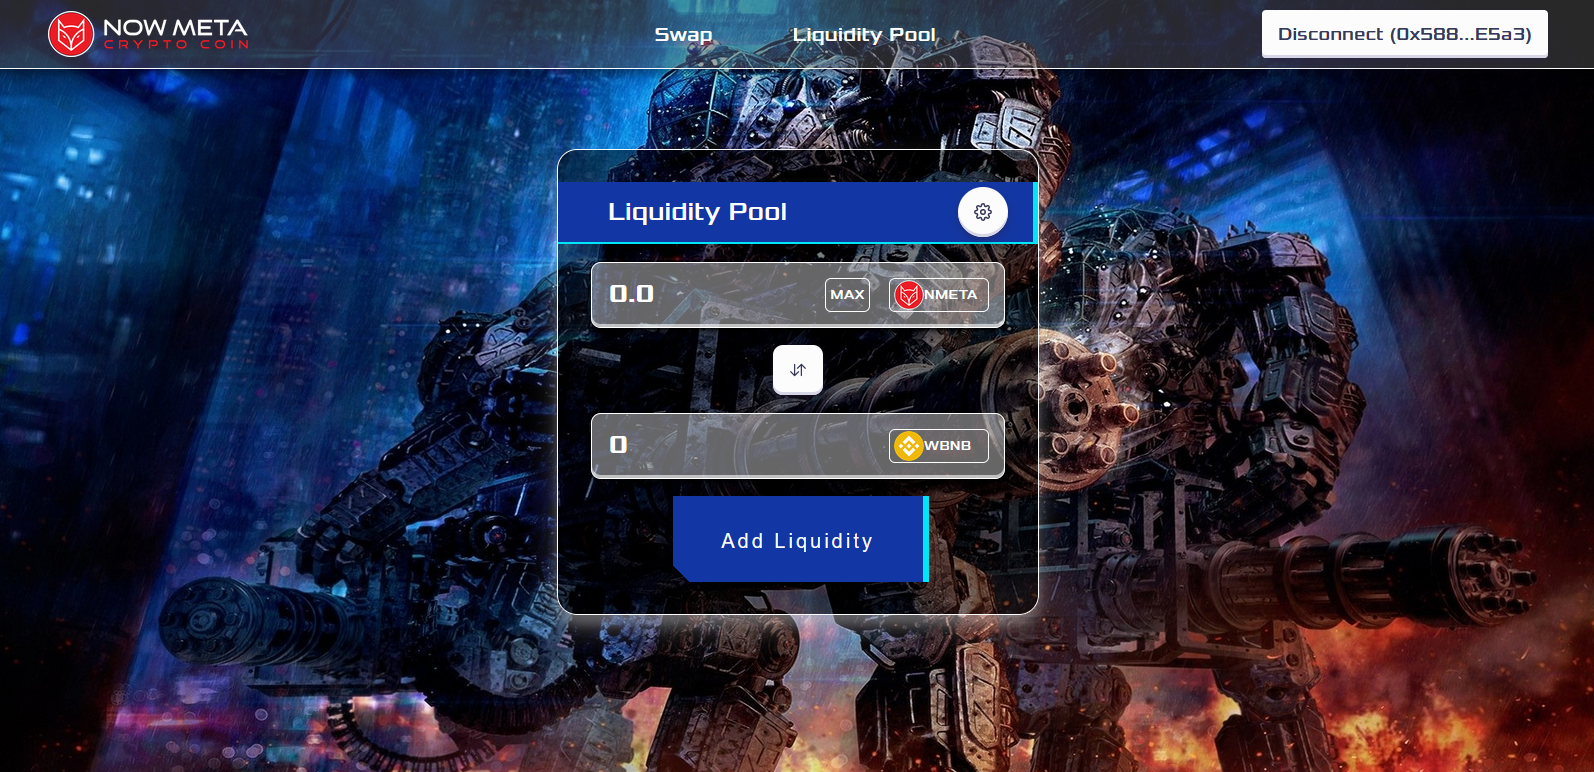 NOW META
CRYPTO COIN
Swap
Liquidity Pool
Disconnect (0x588...E5a3)
Liquidity Pool
0.0
MAX
NMETA
0
WBNB
Add Liquidity